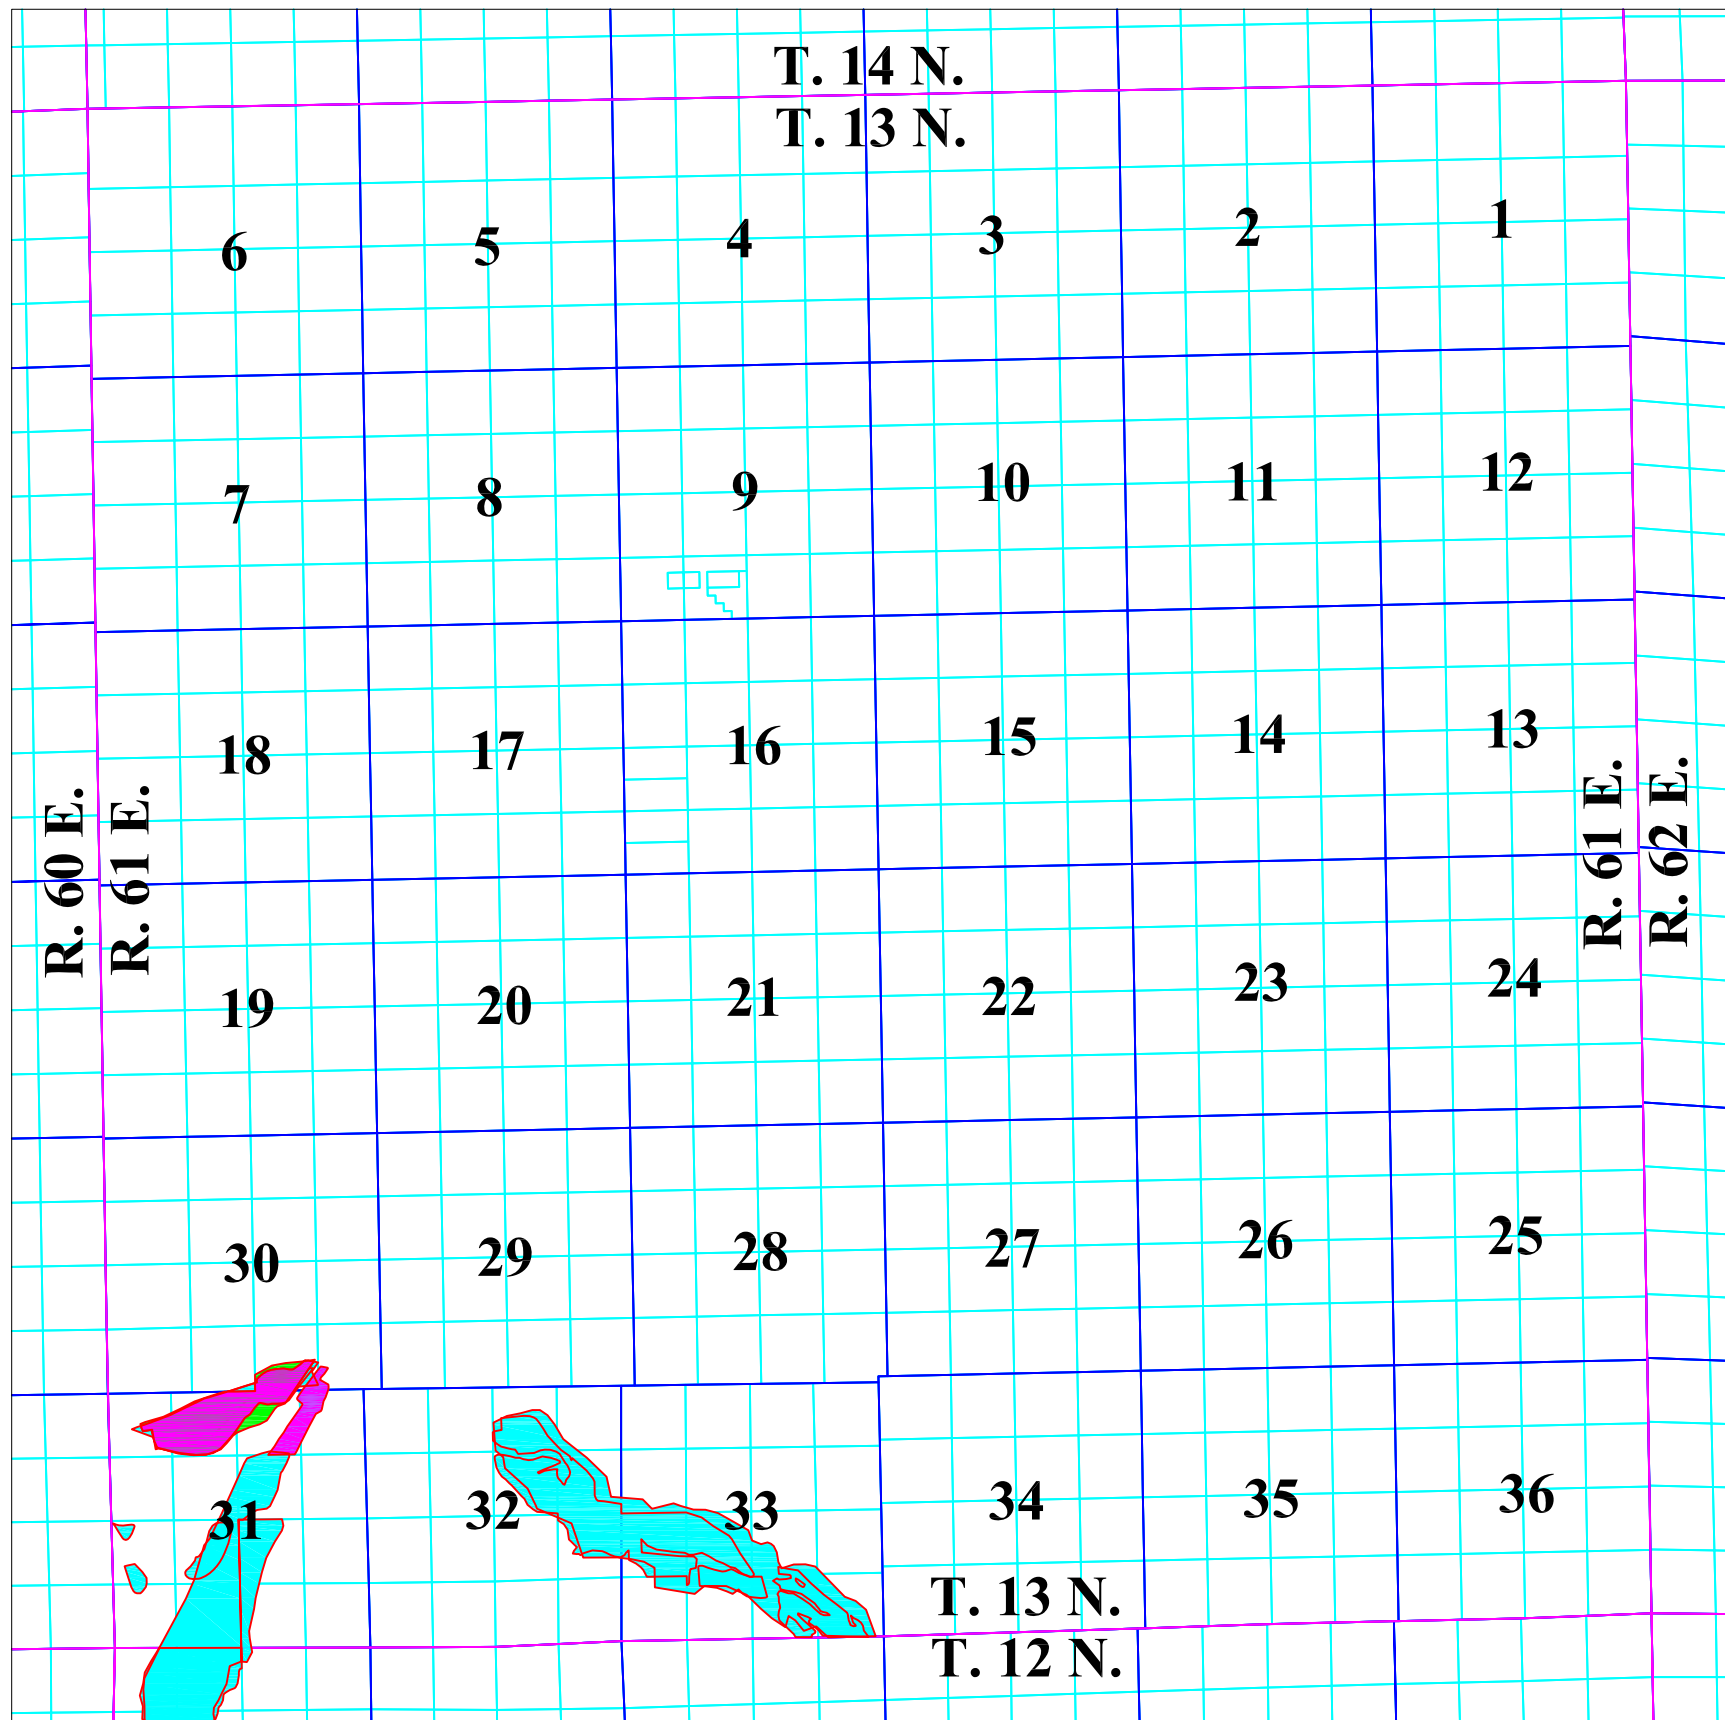 T. 14 N.
T. 13 N.
6 5 4 3 2 1
7 8 9 10 11 12
18 17 16 15 14 13
R. 60 E.
R. 61 E.
R. 61 E.
R. 62 E.
19 20 21 22 23 24
30 29 28 27 26 25
31 32 33 34 35 36
T. 13 N.
T. 12 N.